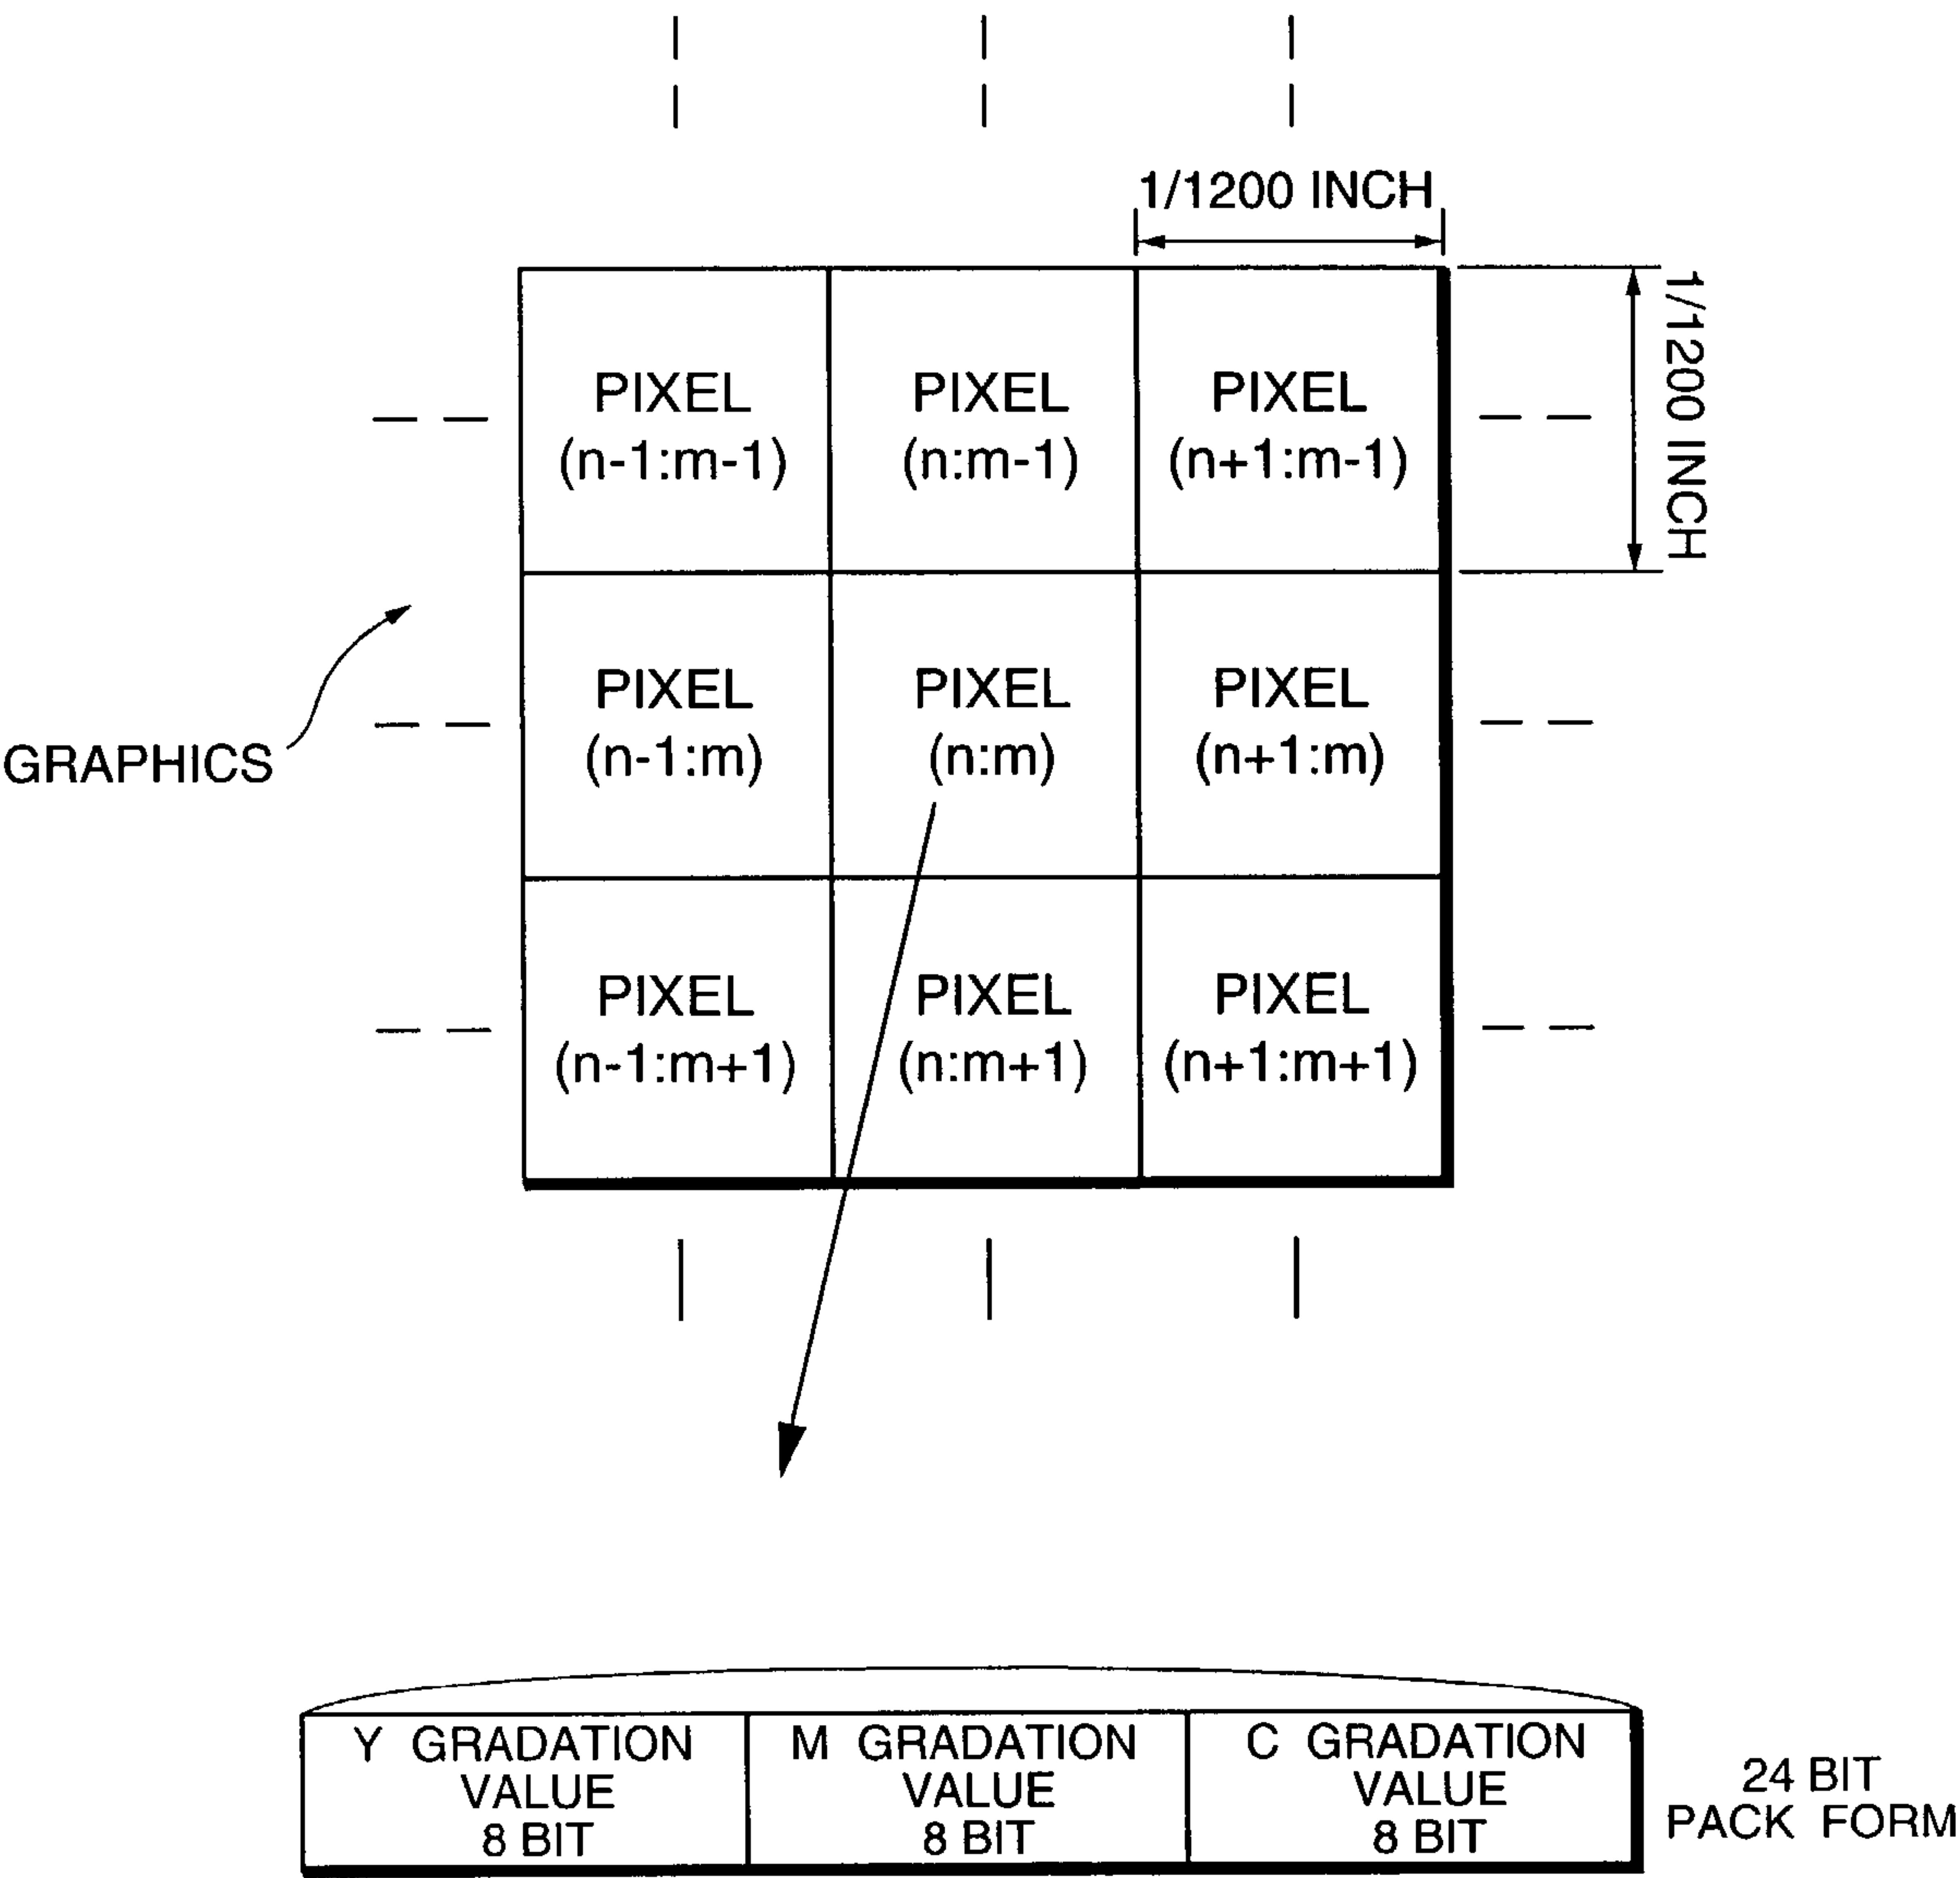 1/1200 INCH
1/1200 INCH
PIXEL
(n-1:m-1)
PIXEL
(n:m-1)
PIXEL
(n+1:m-1)
GRAPHICS
PIXEL
(n-1:m)
PIXEL
(n:m)
PIXEL
(n+1:m)
PIXEL
(n-1:m+1)
PIXEL
(n:m+1)
PIXEL
(n+1:m+1)
Y GRADATION
VALUE
8 BIT
M GRADATION
VALUE
8 BIT
C GRADATION
VALUE
8 BIT
24 BIT
PACK FORM